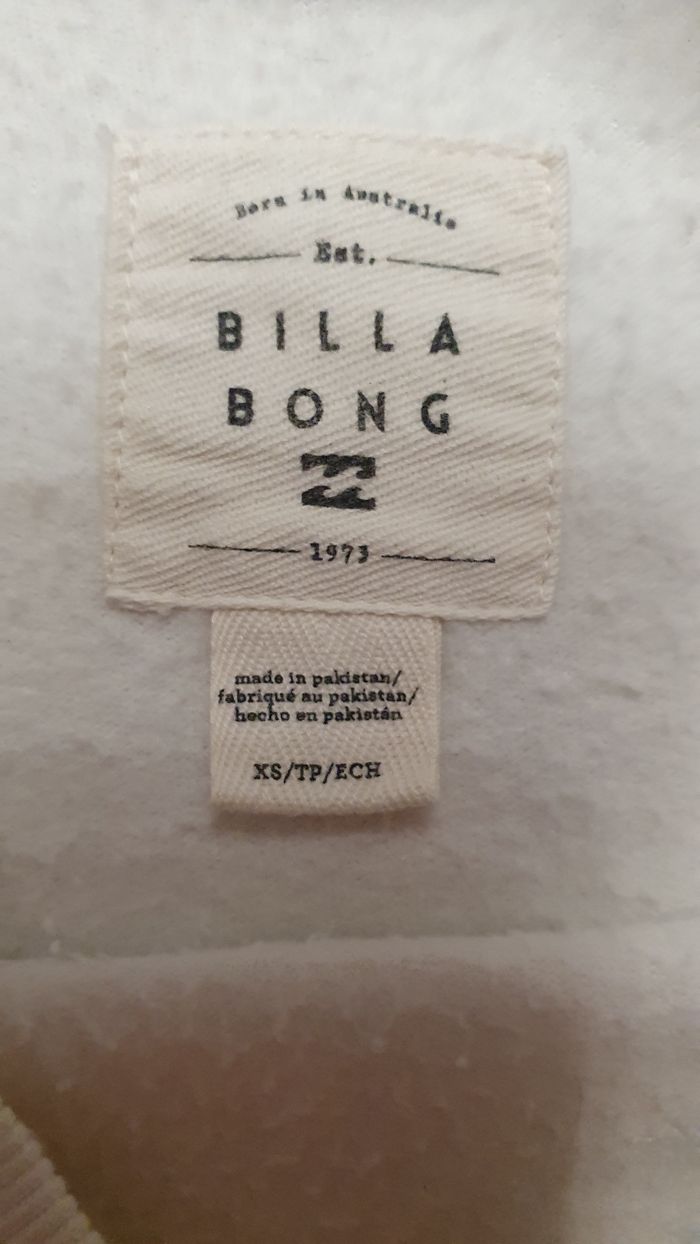 Born in Australia
Est.
BILLA
BONG
1973
made in pakistan/
fabriqué au pakistan/
hecho en pakistán
XS/TP/ECH